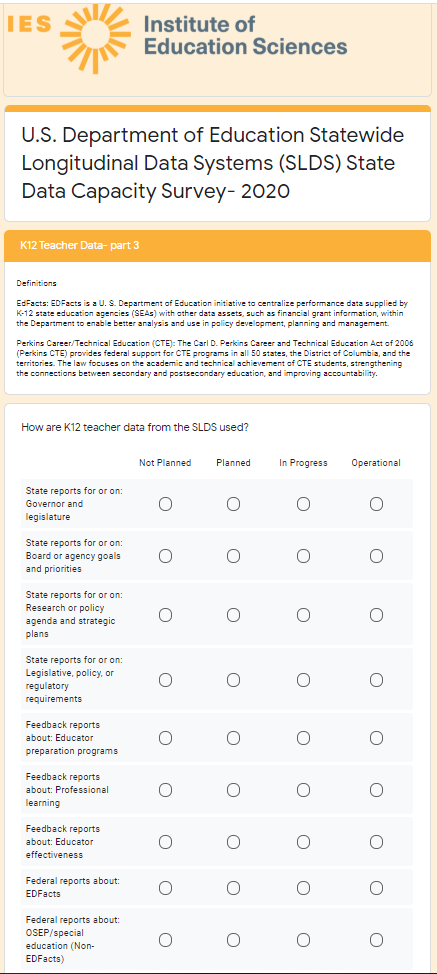 IES
Institute of
Education Sciences
U.S. Department of Education Statewide
Longitudinal Data Systems (SLDS) State
Data Capacity Survey- 2020
K12 Teacher Data- part 3
Definitions
EdFacts: EDFacts is a U. S. Department of Education initiative to centralize performance data supplied by
K-12 state education agencies (SEAs) with other data assets, such as financial grant information, within
the Department to enable better analysis and use in policy development, planning and management.
Perkins Career/Technical Education (CTE): The Carl D. Perkins Career and Technical Education Act of 2006
(Perkins CTE) provides federal support for CTE programs in all 50 states, the District of Columbia, and the
territories. The law focuses on the academic and technical achievement of CTE students, strengthening
the connections between secondary and postsecondary education, and improving accountability.
How are K12 teacher data from the SLDS used?
Not Planned Planned In Progress Operational
State reports for or on:
Governor and
legislature
State reports for or on:
Board or agency goals
and priorities
State reports for or on:
Research or policy
agenda and strategic
plans
State reports for or on:
Legislative, policy, or
regulatory
requirements
Feedback reports
about: Educator
preparation programs
Feedback reports
about: Professional
learning
Feedback reports
about: Educator
effectiveness
Federal reports about:
EDFacts
Federal reports about:
OSEP/special
education (Non-
EDFacts)